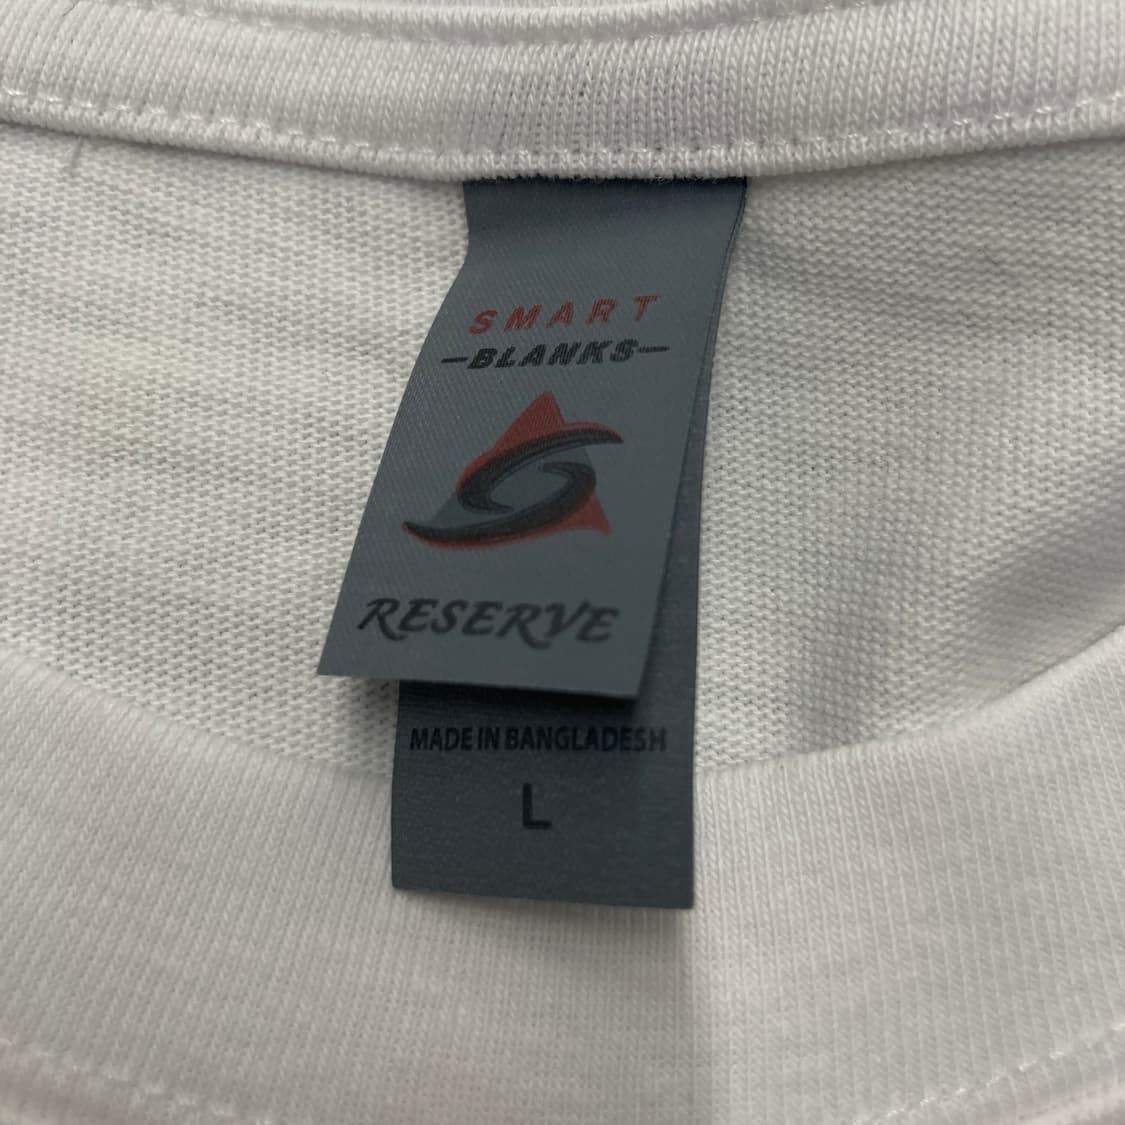 SMART
-BLANKS-
RESERVE
MADE IN BANGLADESH
L